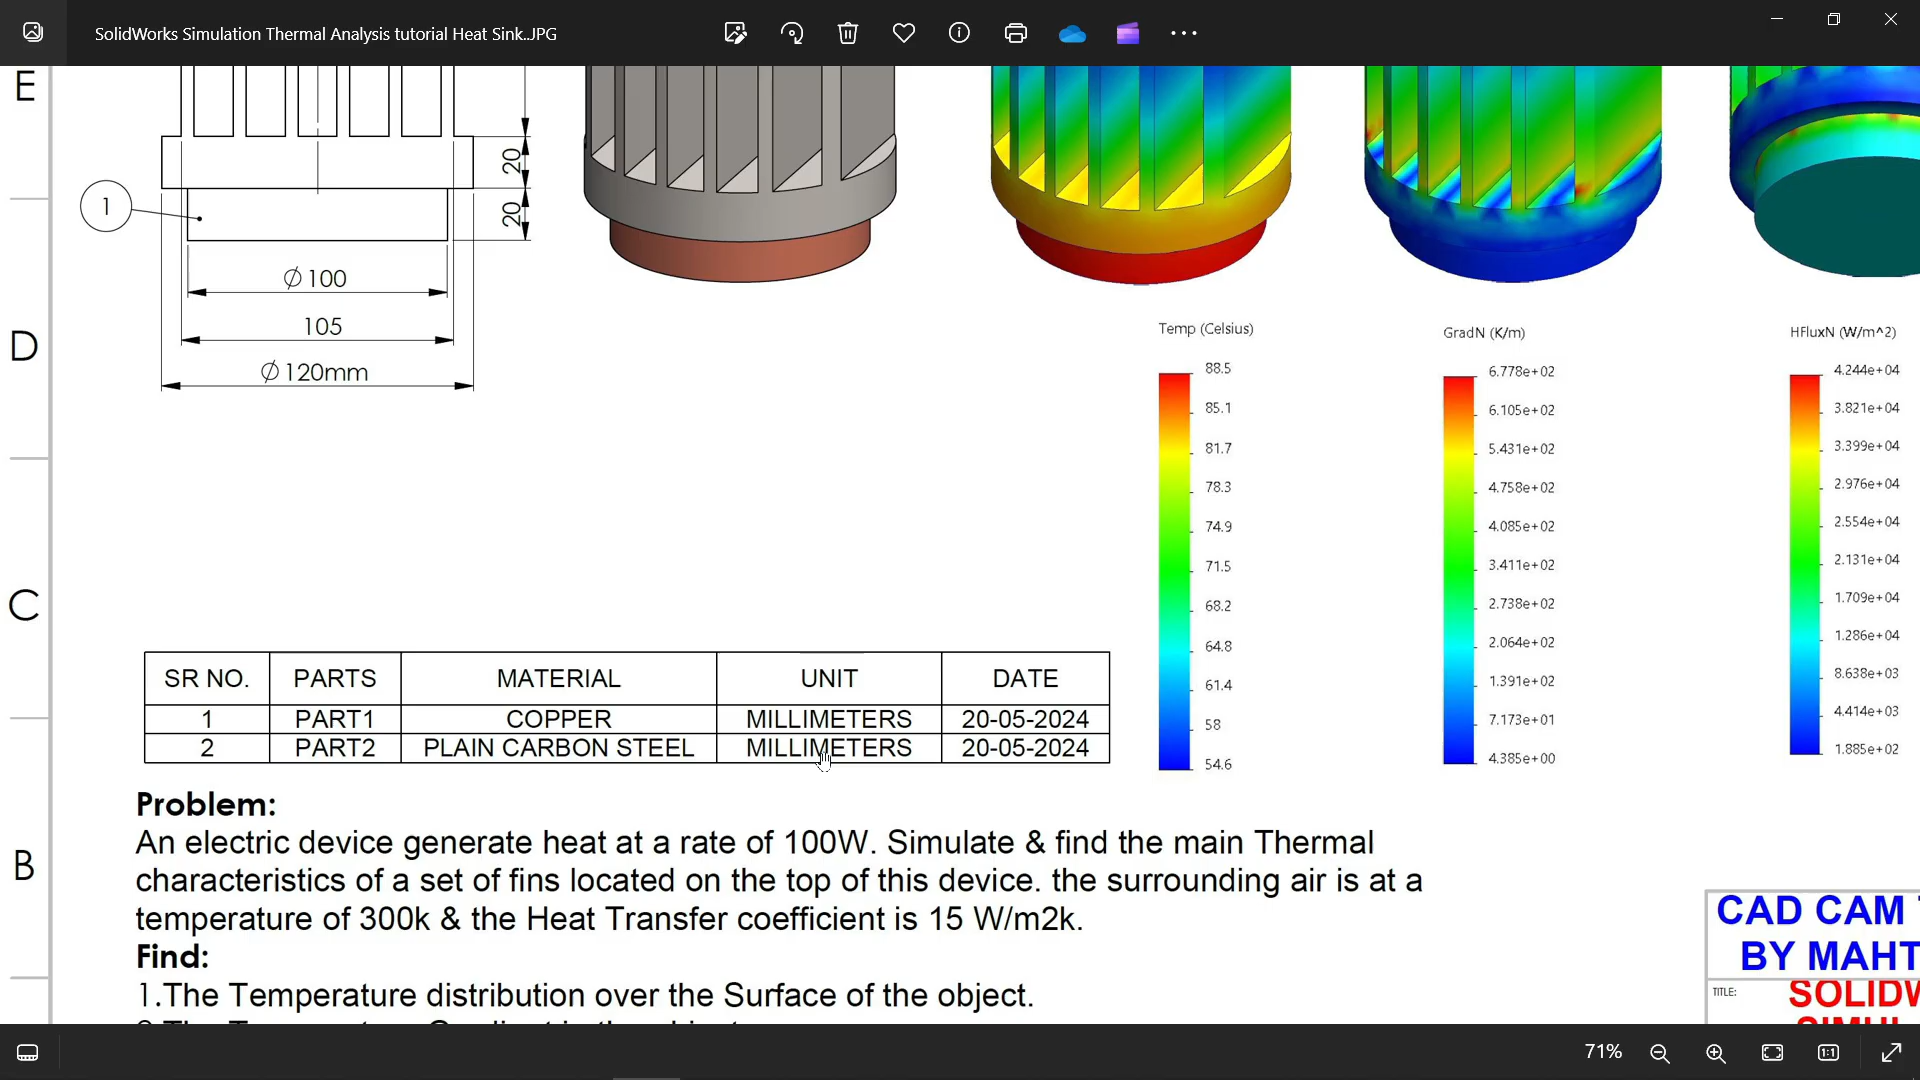 SolidWorks Simulation Thermal Analysis tutorial Heat Sink..JPG
E
20
1
20
∅100
D
105
∅120mm
Temp (Celsius)
88.5
85.1
81.7
78.3
74.9
71.5
68.2
64.8
61.4
58
54.6
GradN (K/m)
6.778e+02
6.105e+02
5.431e+02
4.758e+02
4.085e+02
3.411e+02
2.738e+02
2.064e+02
1.391e+02
7.173e+01
4.385e+00
HFluxN (W/m^2)
4.244e+04
3.821e+04
3.399e+04
2.976e+04
2.554e+04
2.131e+04
1.709e+04
1.286e+04
8.638e+03
4.414e+03
1.885e+02
C
SR NO. PARTS MATERIAL UNIT DATE
1 PART1 COPPER MILLIMETERS 20-05-2024
2 PART2 PLAIN CARBON STEEL MILLIMETERS 20-05-2024
Problem:
An electric device generate heat at a rate of 100W. Simulate & find the main Thermal
characteristics of a set of fins located on the top of this device. the surrounding air is at a
temperature of 300k & the Heat Transfer coefficient is 15 W/m2k.
Find:
1.The Temperature distribution over the Surface of the object.
B
CAD CAM
BY MAHT
TITLE:
SOLIDW
71%
1:1